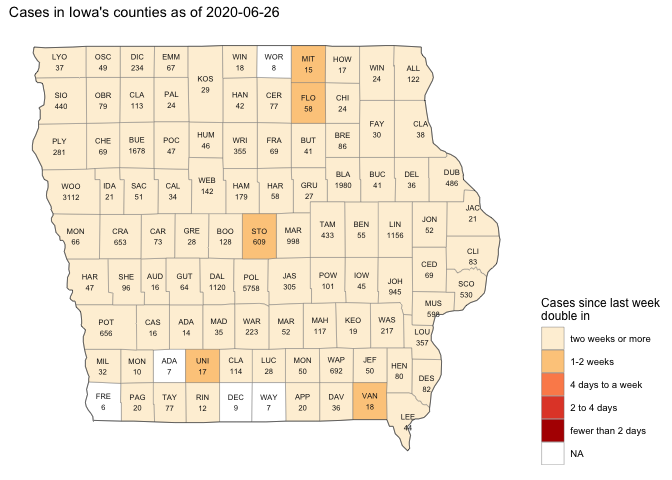 Cases in Iowa's counties as of 2020-06-26
LYO OSC DIC EMM WIN WOR MIT HOW WIN ALL
37 49 234 67 18 8 15 17 24 122
KOS
29
SIO OBR CLA PAL HAN CER FLO CHI
440 79 113 24 42 77 58 24
FAY CLA
30 38
PLY CHE BUE POC HUM WRI FRA BUT BRE
281 69 1678 47 46 355 69 41 86
WOO IDA SAC CAL WEB HAM HAR GRU BLA BUC DEL DUB
3112 21 51 34 142 179 58 27 1980 41 36 486
JAC
21
MON CRA CAR GRE BOO STO MAR TAM BEN LIN JON
66 653 73 28 128 609 998 433 55 1156 52
CLI
83
HAR SHE AUD GUT DAL POL JAS POW IOW JOH CED SCO
47 96 16 64 1120 5758 305 101 45 945 69 530
MUS
598
POT CAS ADA MAD WAR MAR MAH KEO WAS LOU
656 16 14 35 223 52 117 19 217 357
MIL MON ADA UNI CLA LUC MON WAP JEF HEN DES
32 10 7 17 114 28 50 692 50 80 82
FRE PAG TAY RIN DEC WAY APP DAV VAN LEE
6 20 77 12 9 7 20 36 18 44
Cases since last week
double in
two weeks or more
1-2 weeks
4 days to a week
2 to 4 days
fewer than 2 days
NA